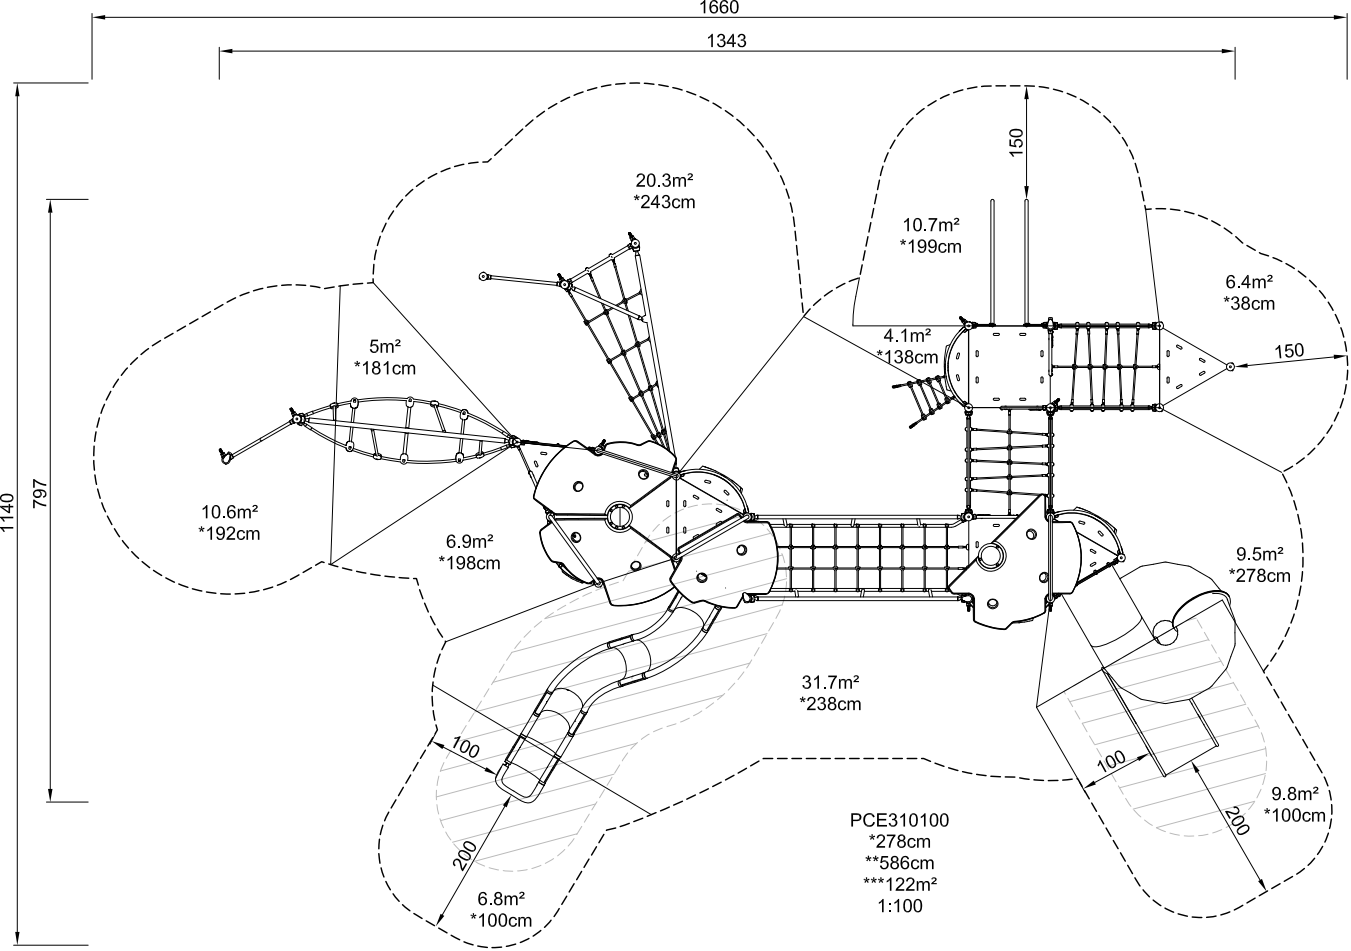 1660
1343
150
20.3m²
*243cm
10.7m²
*199cm
6.4m²
*38cm
5m²
*181cm
4.1m²
*138cm
150
1140
797
10.6m²
*192cm
6.9m²
*198cm
9.5m²
*278cm
31.7m²
*238cm
100
100
9.8m²
*100cm
200
200
PCE310100
*278cm
**586cm
***122m²
1:100
6.8m²
*100cm